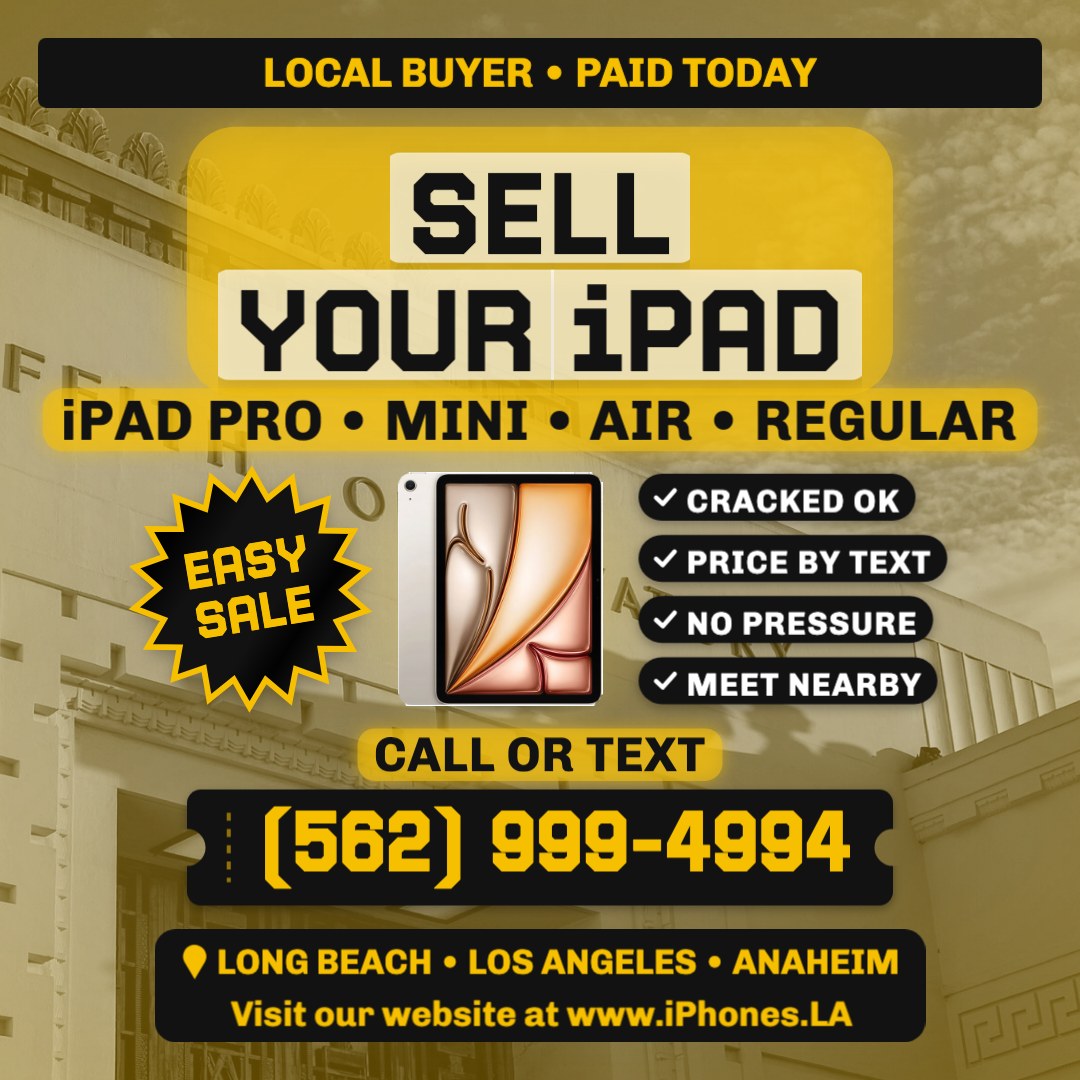 LOCAL BUYER • PAID TODAY
SELL
YOUR iPAD
iPAD PRO • MINI • AIR • REGULAR
EASY
SALE
✓ CRACKED OK
✓ PRICE BY TEXT
✓ NO PRESSURE
✓ MEET NEARBY
CALL OR TEXT
(562) 999-4994
LONG BEACH • LOS ANGELES • ANAHEIM
Visit our website at www.iPhones.LA